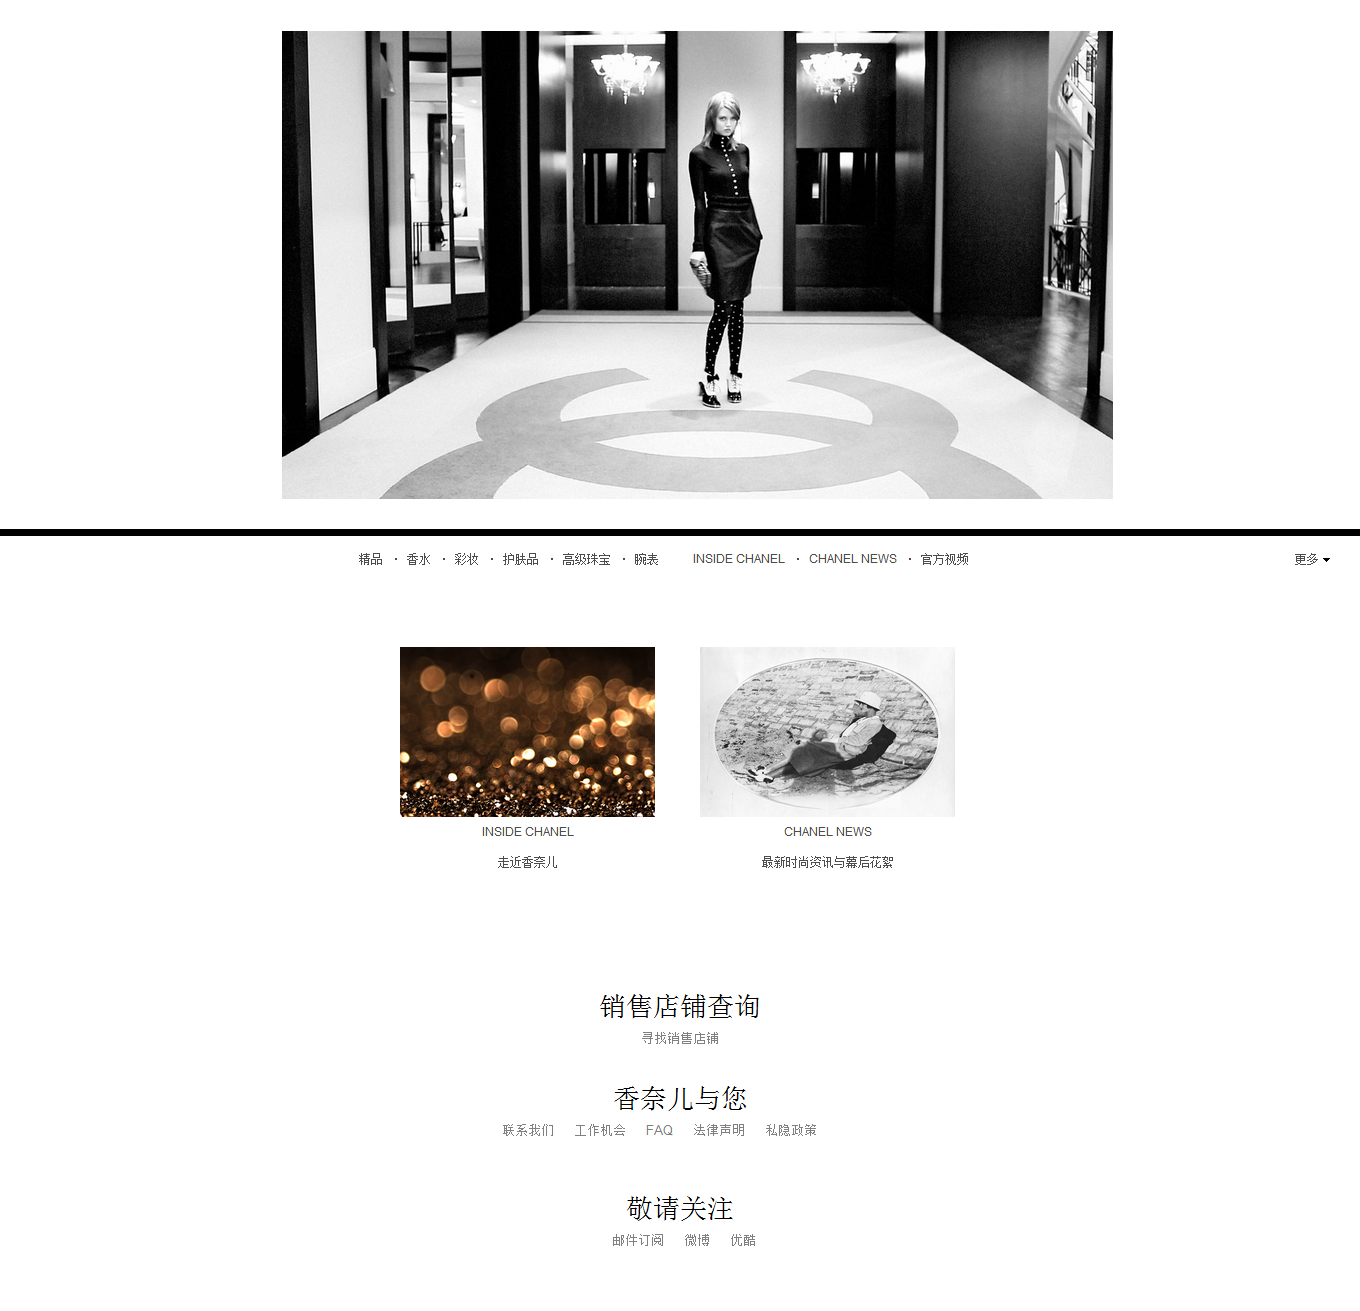 精品 · 香水 · 彩妆 · 护肤品 · 高级珠宝 · 腕表 INSIDE CHANEL · CHANEL NEWS · 官方视频 更多
INSIDE CHANEL
走近香奈儿
CHANEL NEWS
最新时尚资讯与幕后花絮
销售店铺查询
寻找销售店铺
香奈儿与您
联系我们 工作机会 FAQ 法律声明 私隐政策
敬请关注
邮件订阅 微博 优酷